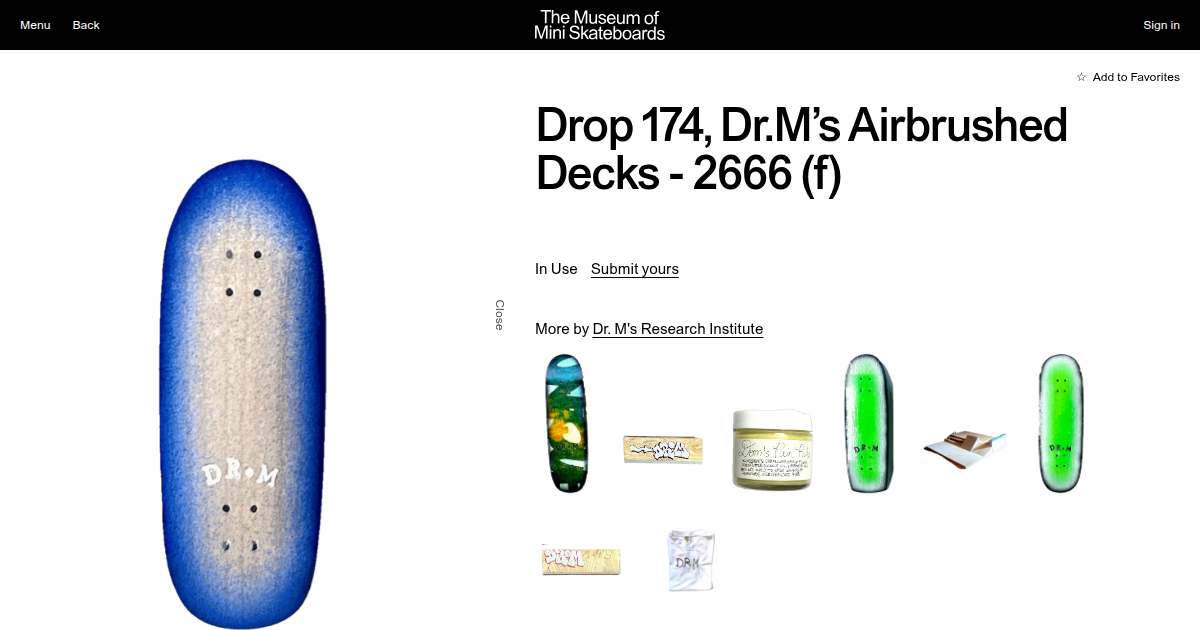 Menu
Back
The Museum of
Mini Skateboards
Sign in
☆ Add to Favorites
Drop 174, Dr.M’s Airbrushed
Decks - 2666 (f)
In Use
Submit yours
Close
More by Dr. M's Research Institute
DR•M
DR•M
DR•M
DRM